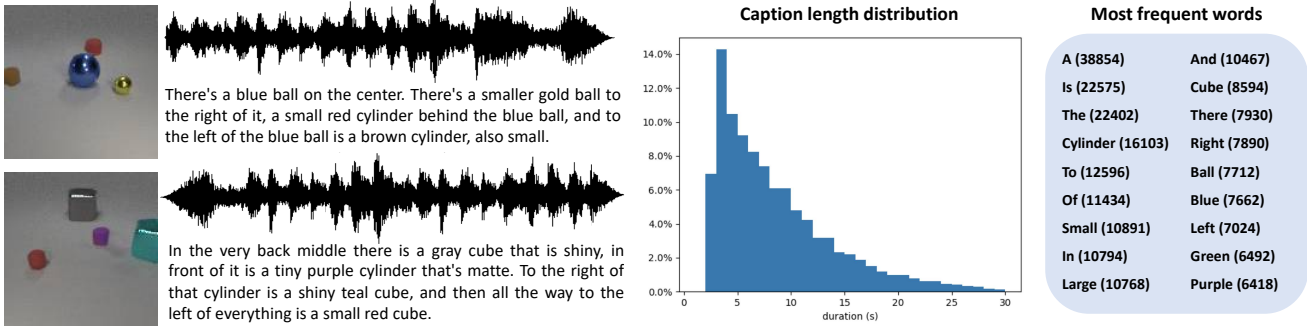 There's a blue ball on the center. There's a smaller gold ball to
the right of it, a small red cylinder behind the blue ball, and to
the left of the blue ball is a brown cylinder, also small.
In the very back middle there is a gray cube that is shiny, in
front of it is a tiny purple cylinder that's matte. To the right of
that cylinder is a shiny teal cube, and then all the way to the
left of everything is a small red cube.
Caption length distribution
14.0%
12.0%
10.0%
8.0%
6.0%
4.0%
2.0%
0.0%
0 5 10 15 20 25 30
duration (s)
Most frequent words
A (38854) And (10467)
Is (22575) Cube (8594)
The (22402) There (7930)
Cylinder (16103) Right (7890)
To (12596) Ball (7712)
Of (11434) Blue (7662)
Small (10891) Left (7024)
In (10794) Green (6492)
Large (10768) Purple (6418)